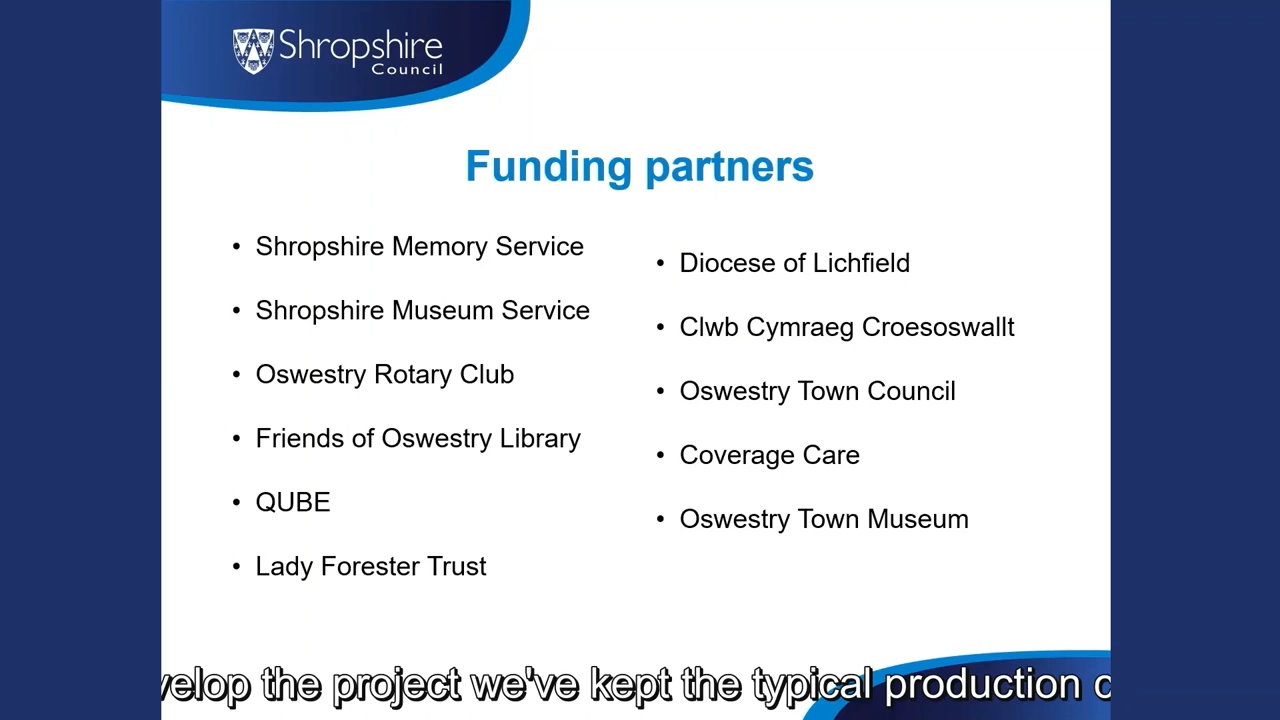 Shropshire
Council
Funding partners
• Shropshire Memory Service
• Shropshire Museum Service
• Oswestry Rotary Club
• Friends of Oswestry Library
• QUBE
• Lady Forester Trust
• Diocese of Lichfield
• Clwb Cymraeg Croesoswallt
• Oswestry Town Council
• Coverage Care
• Oswestry Town Museum
the project we've kept the typical production